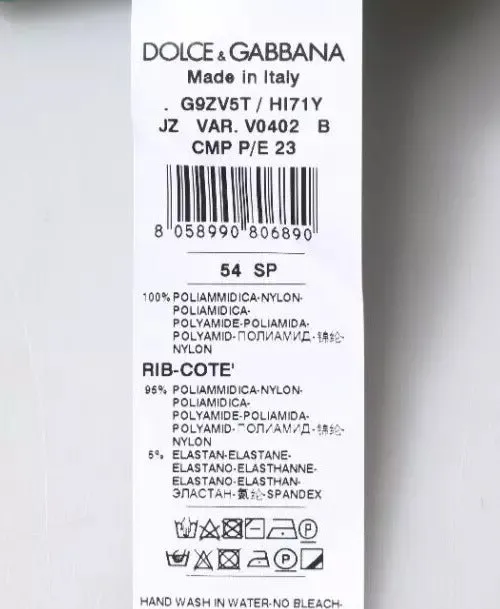 DOLCE & GABBANA
Made in Italy
. G9ZV5T / HI71Y
JZ VAR. V0402 B
CMP P/E 23
8 058990 806890
54 SP
100% POLIAMMIDICA-NYLON-
POLIAMIDICA-
POLYAMIDE-POLIAMIDA-
POLYAMID-ПОЛИАМИД-锦纶-
NYLON
RIB-COTE'
95% POLIAMMIDICA-NYLON-
POLIAMIDICA-
POLYAMIDE-POLIAMIDA-
POLYAMID-ПОЛИАМИД-锦纶-
NYLON
5% ELASTAN-ELASTANE-
ELASTANO-ELASTHANNE-
ELASTANO-ELASTHAN-
ЭЛАСТАН-氨纶-SPANDEX
P
P
HAND WASH IN WATER-NO BLEACH-